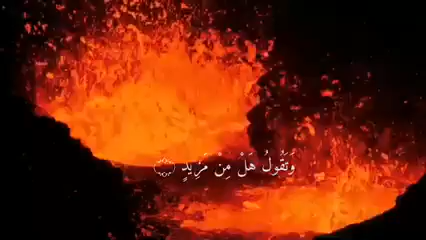 وَتَقُولُ هَلْ مِنْ مَزِيدٍ